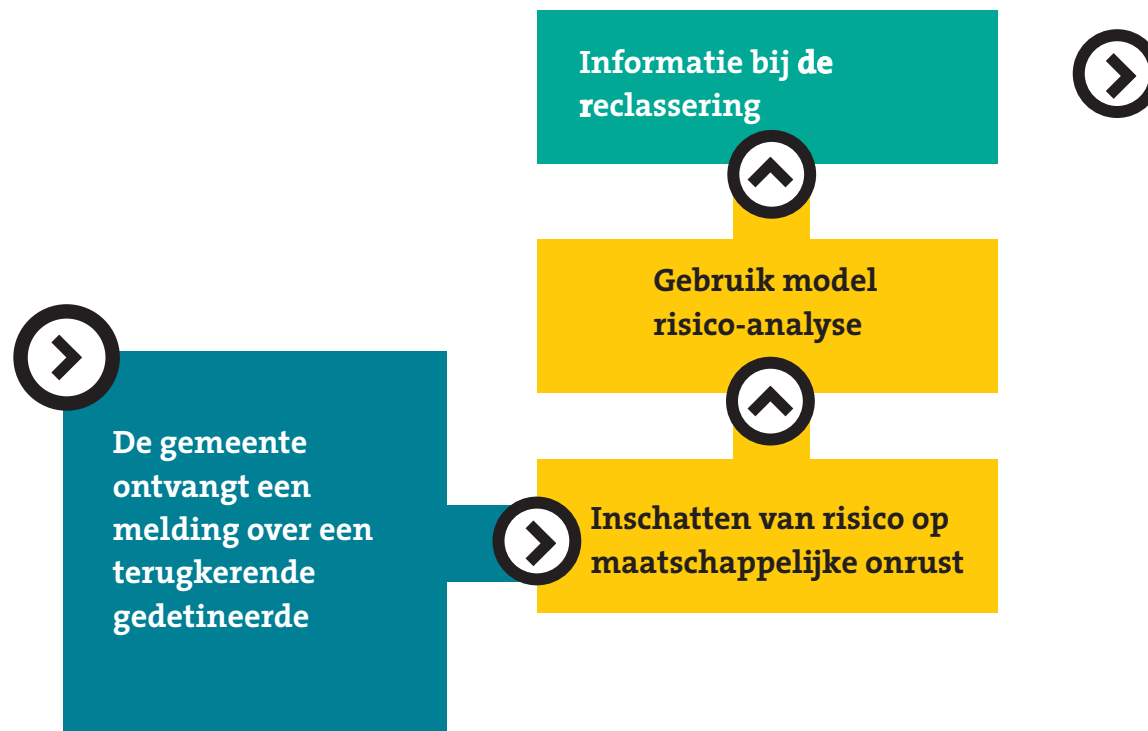 Informatie bij de
reclassering
Gebruik model
risico-analyse
De gemeente
ontvangt een
melding over een
terugkerende
gedetineerde
Inschatten van risico op
maatschappelijke onrust